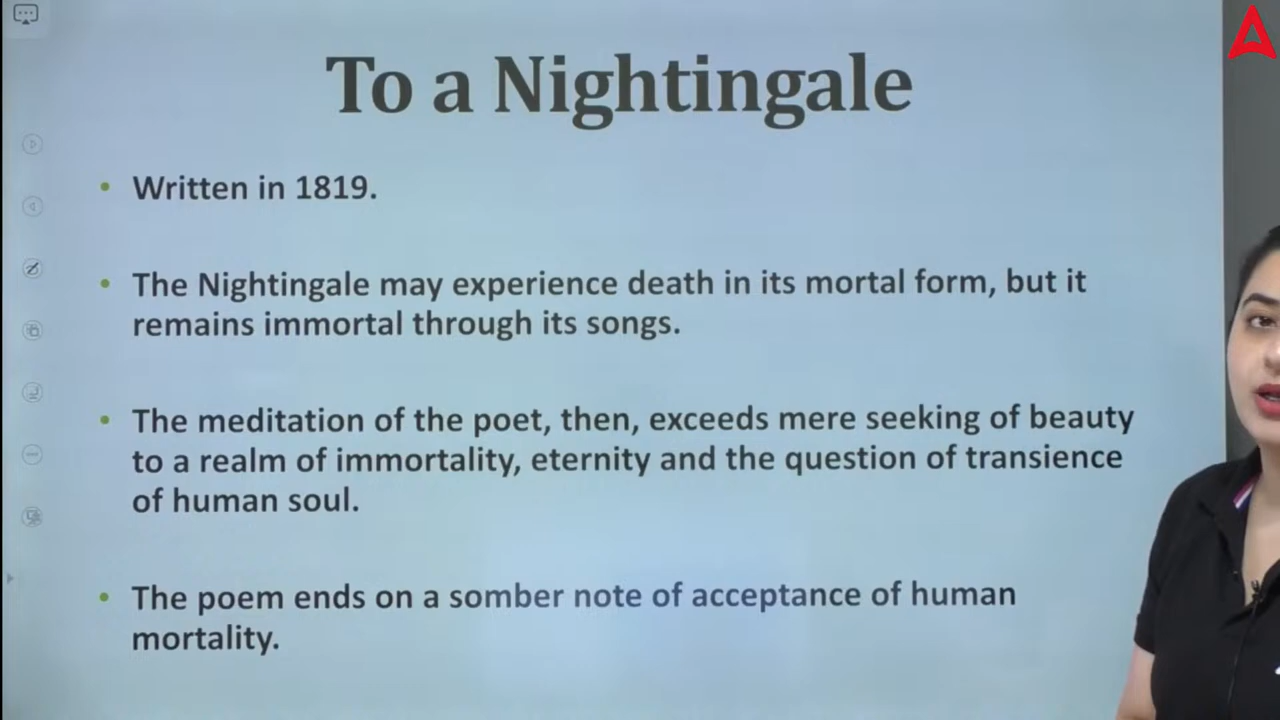 To a Nightingale
• Written in 1819.
• The Nightingale may experience death in its mortal form, but it
remains immortal through its songs.
• The meditation of the poet, then, exceeds mere seeking of beauty
to a realm of immortality, eternity and the question of transience
of human soul.
• The poem ends on a somber note of acceptance of human
mortality.